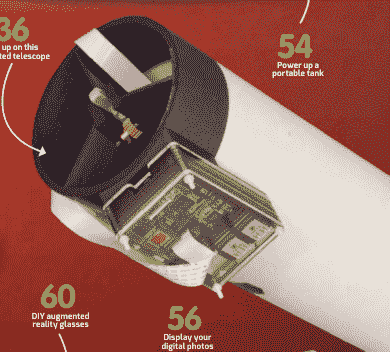 36
up on this
ted telescope
54
Power up a
portable tank
60
DIY augmented
reality glasses
56
Display your
digital photos